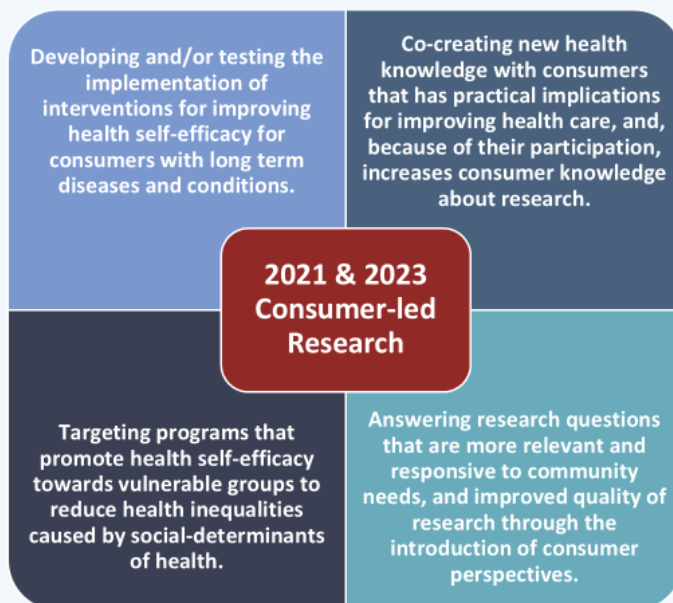 Developing and/or testing the
implementation of
interventions for improving
health self-efficacy for
consumers with long term
diseases and conditions.
Co-creating new health
knowledge with consumers
that has practical implications
for improving health care, and,
because of their participation,
increases consumer knowledge
about research.
2021 & 2023
Consumer-led
Research
Targeting programs that
promote health self-efficacy
towards vulnerable groups to
reduce health inequalities
caused by social-determinants
of health.
Answering research questions
that are more relevant and
responsive to community
needs, and improved quality of
research through the
introduction of consumer
perspectives.